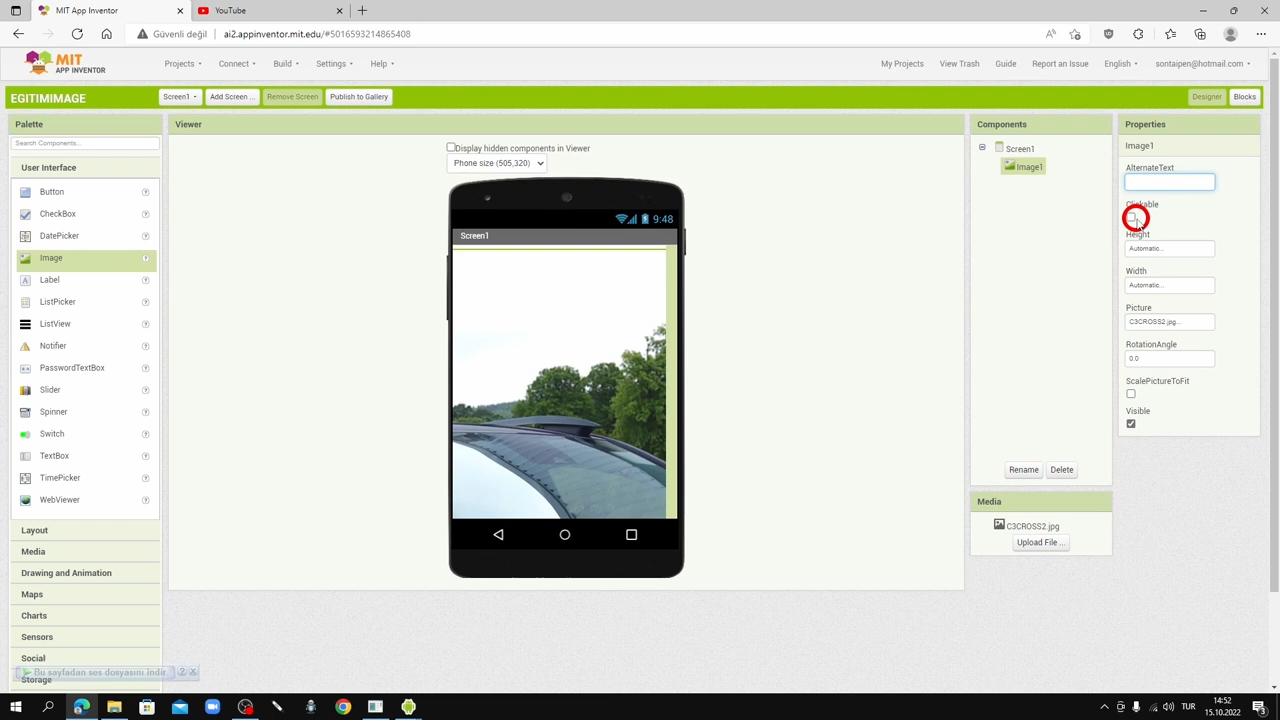 MIT App Inventor
YouTube
Güvenli değil
ai2.appinventor.mit.edu/#5016593214865408
MIT
APP INVENTOR
Projects
Connect
Build
Settings
Help
My Projects
View Trash
Guide
Report an Issue
English
sontaipen@hotmail.com
EGITIMIMAGE
Screen1
Add Screen ...
Remove Screen
Publish to Gallery
Designer
Blocks
Palette
Search Components...
User Interface
Button
CheckBox
DatePicker
Image
Label
ListPicker
ListView
Notifier
PasswordTextBox
Slider
Spinner
Switch
TextBox
TimePicker
WebViewer
Layout
Media
Drawing and Animation
Maps
Charts
Sensors
Social
Bu sayfadan ses dosyasını indir
Storage
Viewer
Display hidden components in Viewer
Phone size (505,320)
9:48
Screen1
Components
Screen1
Image1
Rename
Delete
Media
C3CROSS2.jpg
Upload File ...
Properties
Image1
AlternateText
Clickable
Height
Automatic...
Width
Automatic...
Picture
C3CROSS2.jpg...
RotationAngle
0.0
ScalePictureToFit
Visible
TUR
14:52
15.10.2022